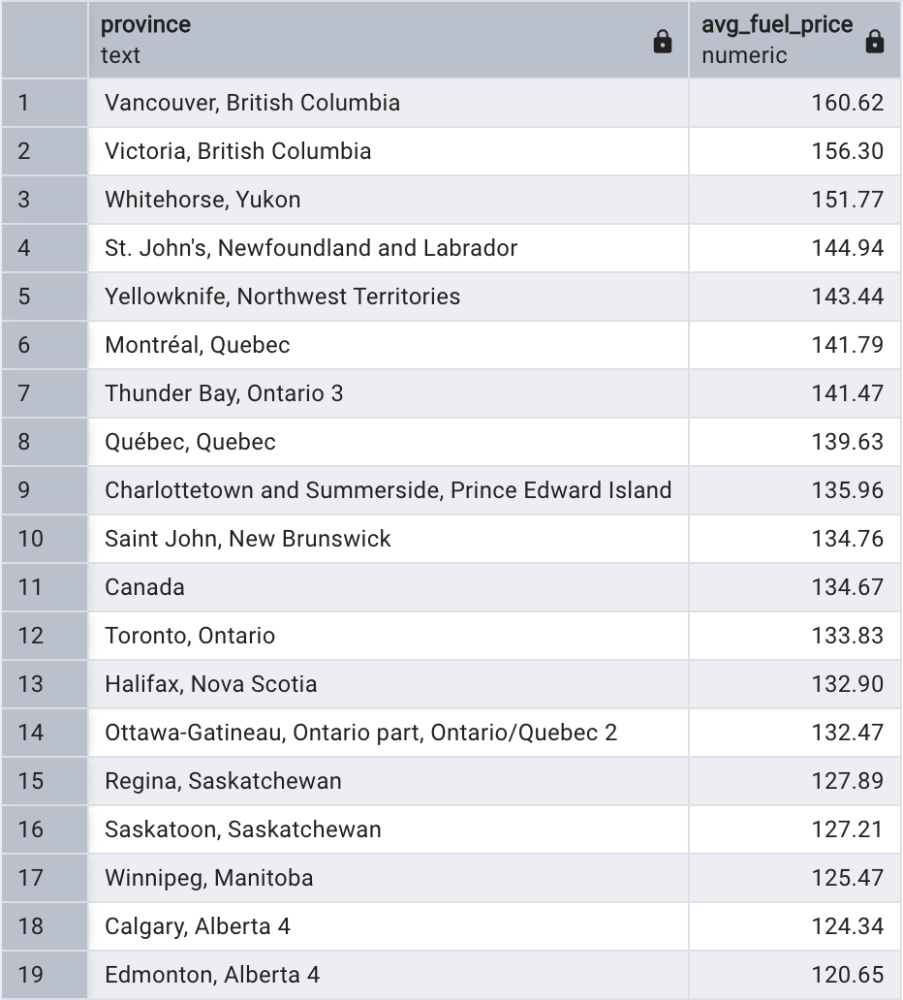 province avg_fuel_price
text numeric
1 Vancouver, British Columbia 160.62
2 Victoria, British Columbia 156.30
3 Whitehorse, Yukon 151.77
4 St. John's, Newfoundland and Labrador 144.94
5 Yellowknife, Northwest Territories 143.44
6 Montréal, Quebec 141.79
7 Thunder Bay, Ontario 3 141.47
8 Québec, Quebec 139.63
9 Charlottetown and Summerside, Prince Edward Island 135.96
10 Saint John, New Brunswick 134.76
11 Canada 134.67
12 Toronto, Ontario 133.83
13 Halifax, Nova Scotia 132.90
14 Ottawa-Gatineau, Ontario part, Ontario/Quebec 2 132.47
15 Regina, Saskatchewan 127.89
16 Saskatoon, Saskatchewan 127.21
17 Winnipeg, Manitoba 125.47
18 Calgary, Alberta 4 124.34
19 Edmonton, Alberta 4 120.65